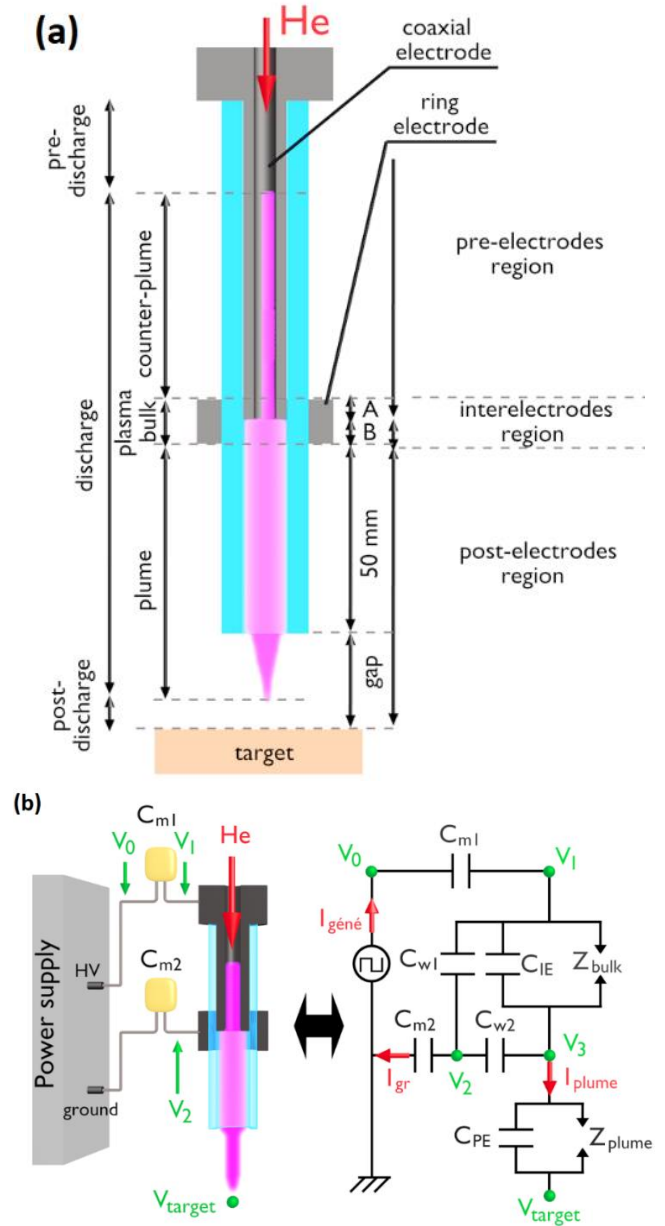 (a)
He
coaxial
electrode
ring
electrode
pre-
discharge
discharge
counter-plume
plasma
bulk
plume
post-
discharge
A
B
50 mm
gap
pre-electrodes
region
interelectrodes
region
post-electrodes
region
target
(b)
Cm1
V0
V1
He
Power supply
HV
Cm2
ground
V2
Vtarget
V0
Cm1
V1
Igéné
Cw1
CIE
Zbulk
Cm2
Cw2
V3
Igr
V2
Iplume
CPE
Zplume
Vtarget